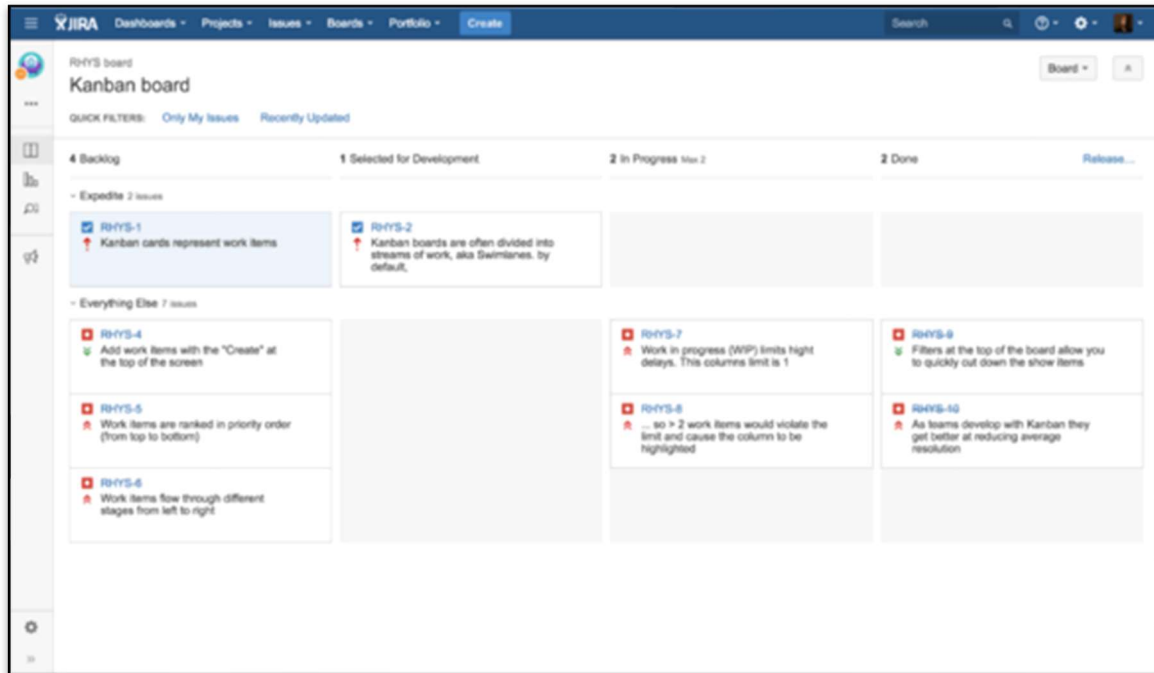 JIRA Dashboards Projects Issues Boards Portfolio Create Search
RHYS board
Kanban board
Board
QUICK FILTERS: Only My Issues Recently Updated
4 Backlog
1 Selected for Development
2 In Progress Max 2
2 Done
Release...
Expedite 2 issues
RHYS-1
Kanban cards represent work items
RHYS-2
Kanban boards are often divided into
streams of work, aka Swimlanes. by
default,
Everything Else 7 issues
RHYS-4
Add work items with the "Create" at
the top of the screen
RHYS-5
Work items are ranked in priority order
(from top to bottom)
RHYS-6
Work items flow through different
stages from left to right
RHYS-7
Work in progress (WIP) limits hight
delays. This columns limit is 1
RHYS-8
... so > 2 work items would violate the
limit and cause the column to be
highlighted
RHYS-9
Filters at the top of the board allow you
to quickly cut down the show items
RHYS-10
As teams develop with Kanban they
get better at reducing average
resolution